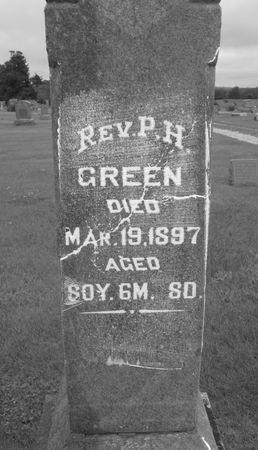 REV. P. H.
GREEN
DIED
MAR. 19, 1897
AGED
80Y. 6M. 8D.